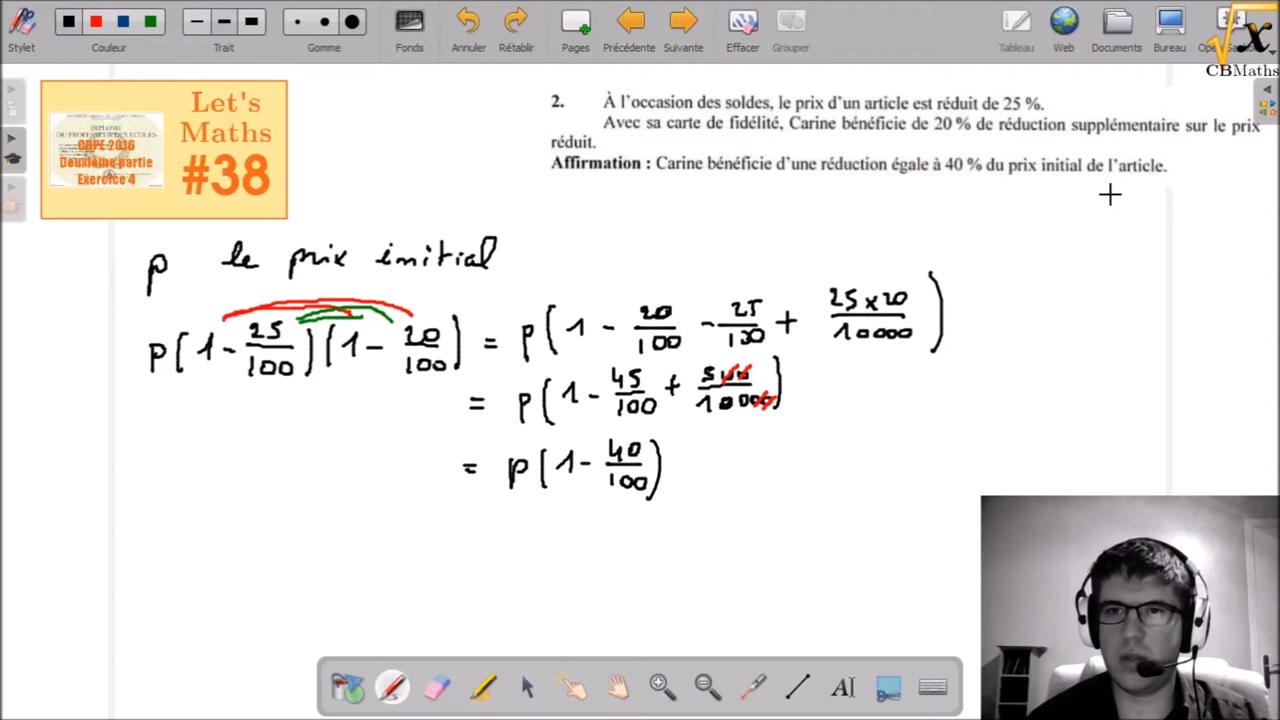 Stylet
Couleur
Trait
Gomme
Fonds
Annuler
Rétablir
Pages
Précédente
Suivante
Effacer
Grouper
Tableau
Web
Documents
Bureau
CBMaths
Let's
Maths
#38
CRPE 2016
Deuxième partie
Exercice 4
2. À l'occasion des soldes, le prix d'un article est réduit de 25 %.
Avec sa carte de fidélité, Carine bénéficie de 20 % de réduction supplémentaire sur le prix
réduit.
Affirmation : Carine bénéficie d'une réduction égale à 40 % du prix initial de l'article.
p le prix initial
p(1 - 25/100)(1 - 20/100) = p(1 - 20/100 - 25/100 + 25x20/10000)
= p(1 - 45/100 + 500/10000)
= p(1 - 40/100)
AI